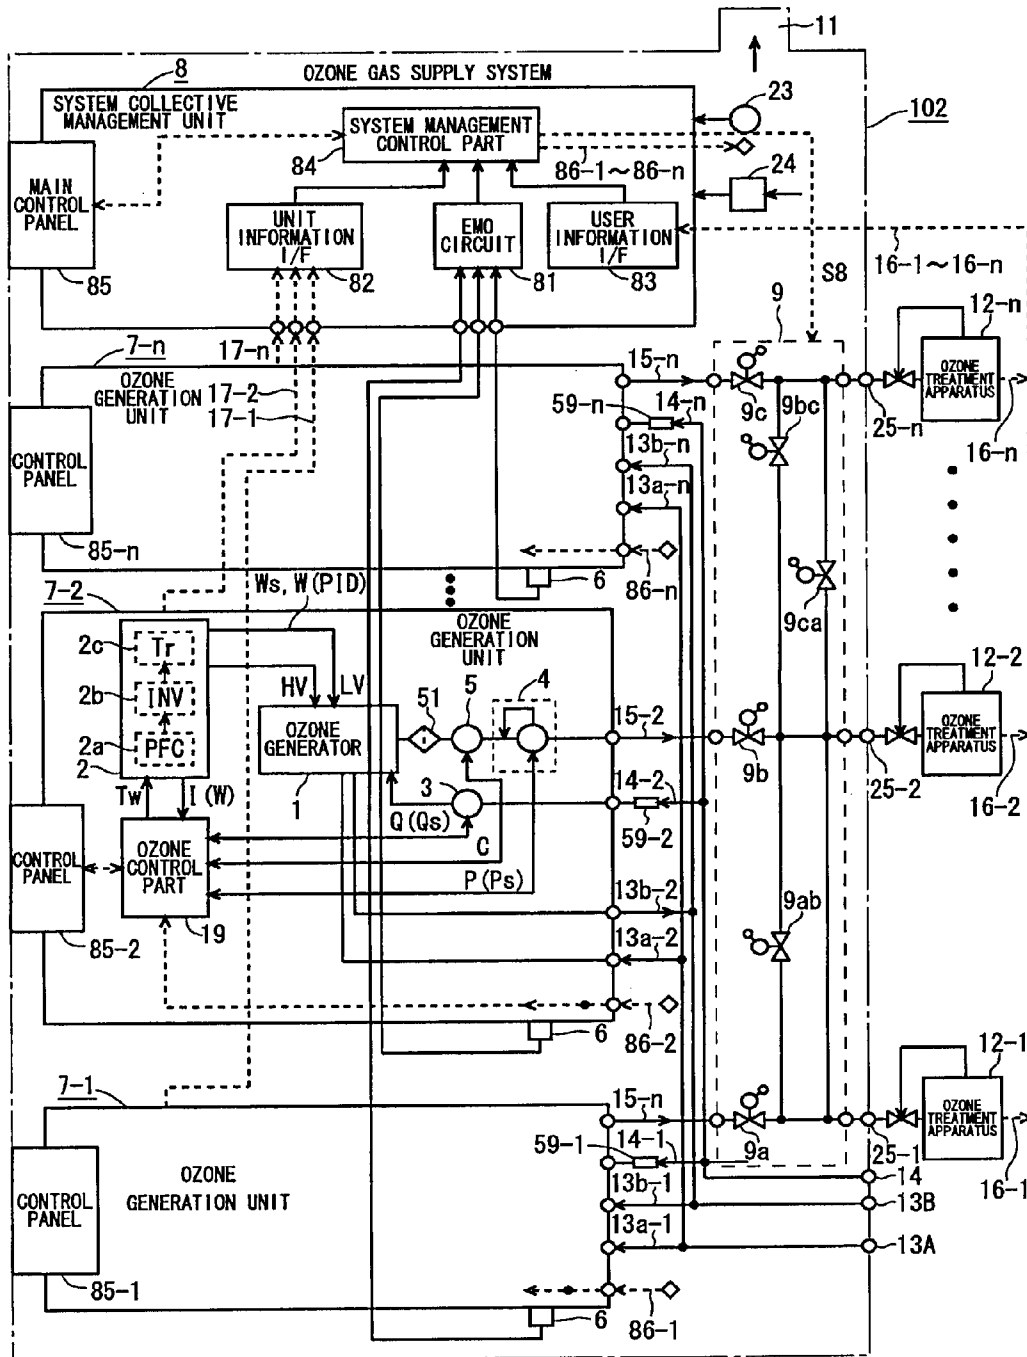 11
8
OZONE GAS SUPPLY SYSTEM
23
102
SYSTEM COLLECTIVE
MANAGEMENT UNIT
SYSTEM MANAGEMENT
CONTROL PART
84
86-1~86-n
24
MAIN
CONTROL
PANEL
85
UNIT
INFORMATION
I/F
82
EMO
CIRCUIT
81
USER
INFORMATION
I/F
83
16-1~16-n
S8
9
12-n
7-n
17-n
OZONE
GENERATION
UNIT
17-2
17-1
15-n
59-n
14-n
13b-n
13a-n
9c
9bc
25-n
OZONE
TREATMENT
APPARATUS
16-n
CONTROL
PANEL
85-n
6
86-n
9ca
7-2
Ws, W(PID)
2c
Tr
2b
INV
2a
PFC
2
HV
LV
OZONE
GENERATION
UNIT
51
5
4
OZONE
GENERATOR
1
3
15-2
14-2
59-2
9b
12-2
OZONE
TREATMENT
APPARATUS
25-2
16-2
Tw
I(W)
Q(Qs)
C
P(Ps)
CONTROL
PANEL
85-2
OZONE
CONTROL
PART
19
13b-2
13a-2
9ab
6
86-2
7-1
15-n
59-1
14-1
13b-1
13a-1
9a
12-1
OZONE
TREATMENT
APPARATUS
25-1
16-1
14
13B
13A
OZONE
GENERATION UNIT
CONTROL
PANEL
85-1
6
86-1